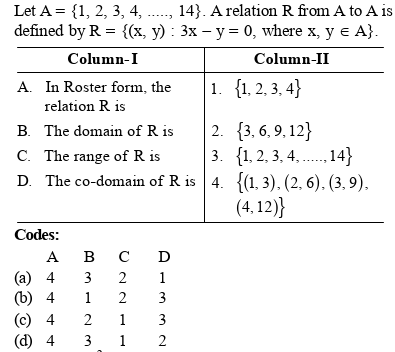 Let A = {1, 2, 3, 4, ....., 14}. A relation R from A to A is
defined by R = {(x, y) : 3x – y = 0, where x, y ∈ A}.
Column-I Column-II
A. In Roster form, the relation R is 1. {1, 2, 3, 4}
B. The domain of R is 2. {3, 6, 9, 12}
C. The range of R is 3. {1, 2, 3, 4, ....., 14}
D. The co-domain of R is 4. {(1, 3), (2, 6), (3, 9), (4, 12)}
Codes:
A B C D
(a) 4 3 2 1
(b) 4 1 2 3
(c) 4 2 1 3
(d) 4 3 1 2